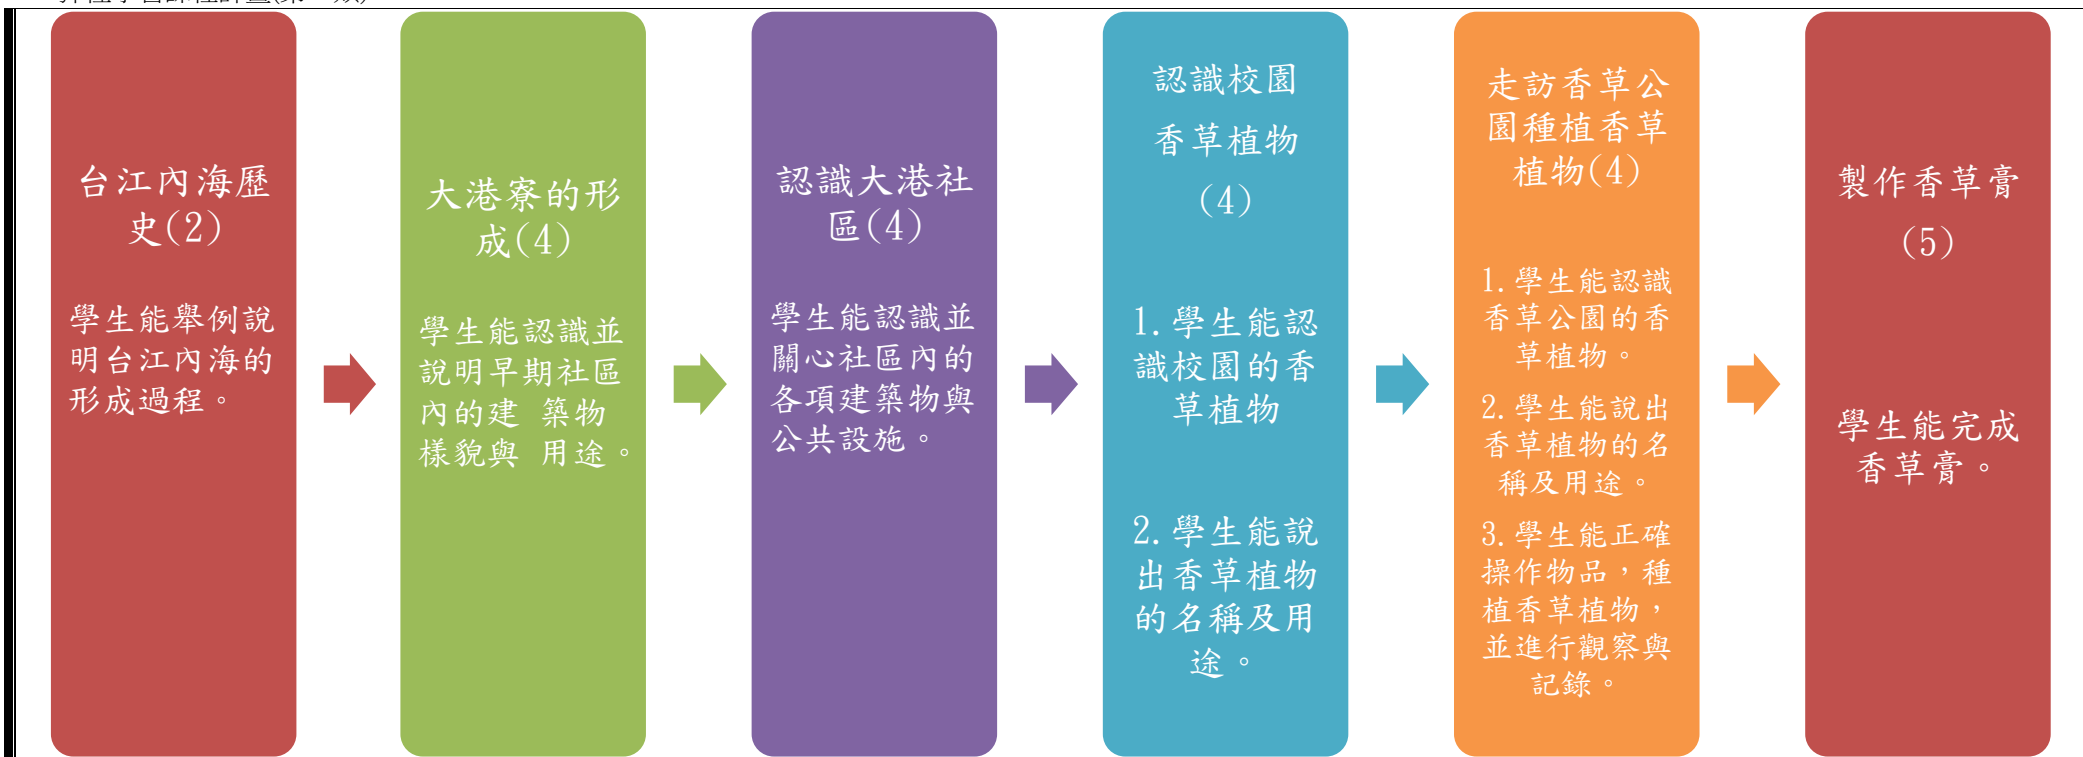 台江內海歷
史(2)
學生能舉例說
明台江內海的
形成過程。
大港寮的形
成(4)
學生能認識並
說明早期社區
內的建 築物
樣貌與 用途。
認識大港社
區(4)
學生能認識並
關心社區內的
各項建築物與
公共設施。
認識校園
香草植物
(4)
1.學生能認
識校園的香
草植物
2.學生能說
出香草植物
的名稱及用
途。
走訪香草公
園種植香草
植物(4)
1.學生能認識
香草公園的香
草植物。
2.學生能說出
香草植物的名
稱及用途。
3.學生能正確
操作物品，種
植香草植物，
並進行觀察與
記錄。
製作香草膏
(5)
學生能完成
香草膏。